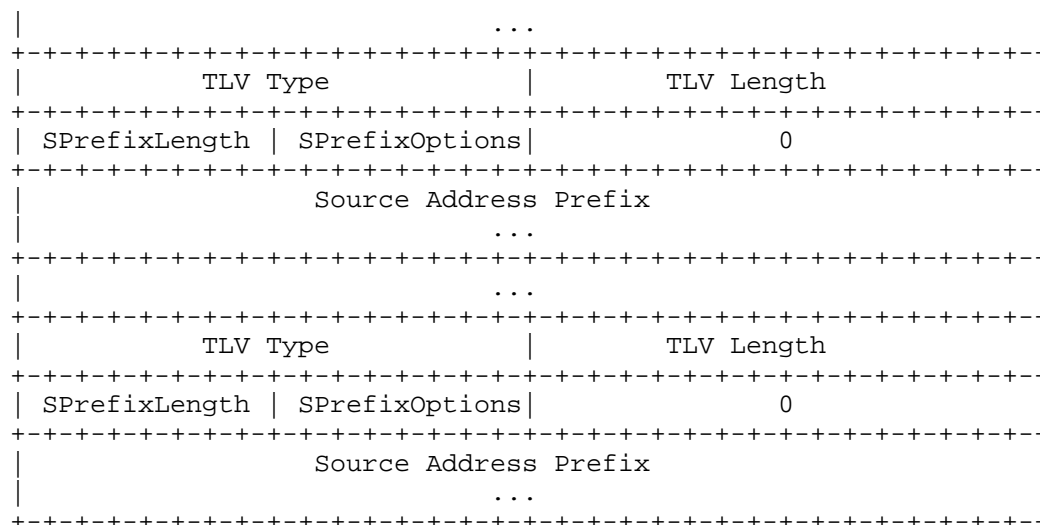 |                             ...
+-+-+-+-+-+-+-+-+-+-+-+-+-+-+-+-+-+-+-+-+-+-+-+-+-+-+-+-+-+-+-+-+-
|           TLV Type            |        TLV Length
+-+-+-+-+-+-+-+-+-+-+-+-+-+-+-+-+-+-+-+-+-+-+-+-+-+-+-+-+-+-+-+-+-
| SPrefixLength | SPrefixOptions|               0
+-+-+-+-+-+-+-+-+-+-+-+-+-+-+-+-+-+-+-+-+-+-+-+-+-+-+-+-+-+-+-+-+-
|                  Source Address Prefix
|                             ...
+-+-+-+-+-+-+-+-+-+-+-+-+-+-+-+-+-+-+-+-+-+-+-+-+-+-+-+-+-+-+-+-+-
|                             ...
+-+-+-+-+-+-+-+-+-+-+-+-+-+-+-+-+-+-+-+-+-+-+-+-+-+-+-+-+-+-+-+-+-
|           TLV Type            |        TLV Length
+-+-+-+-+-+-+-+-+-+-+-+-+-+-+-+-+-+-+-+-+-+-+-+-+-+-+-+-+-+-+-+-+-
| SPrefixLength | SPrefixOptions|               0
+-+-+-+-+-+-+-+-+-+-+-+-+-+-+-+-+-+-+-+-+-+-+-+-+-+-+-+-+-+-+-+-+-
|                  Source Address Prefix
|                             ...
+-+-+-+-+-+-+-+-+-+-+-+-+-+-+-+-+-+-+-+-+-+-+-+-+-+-+-+-+-+-+-+-+-